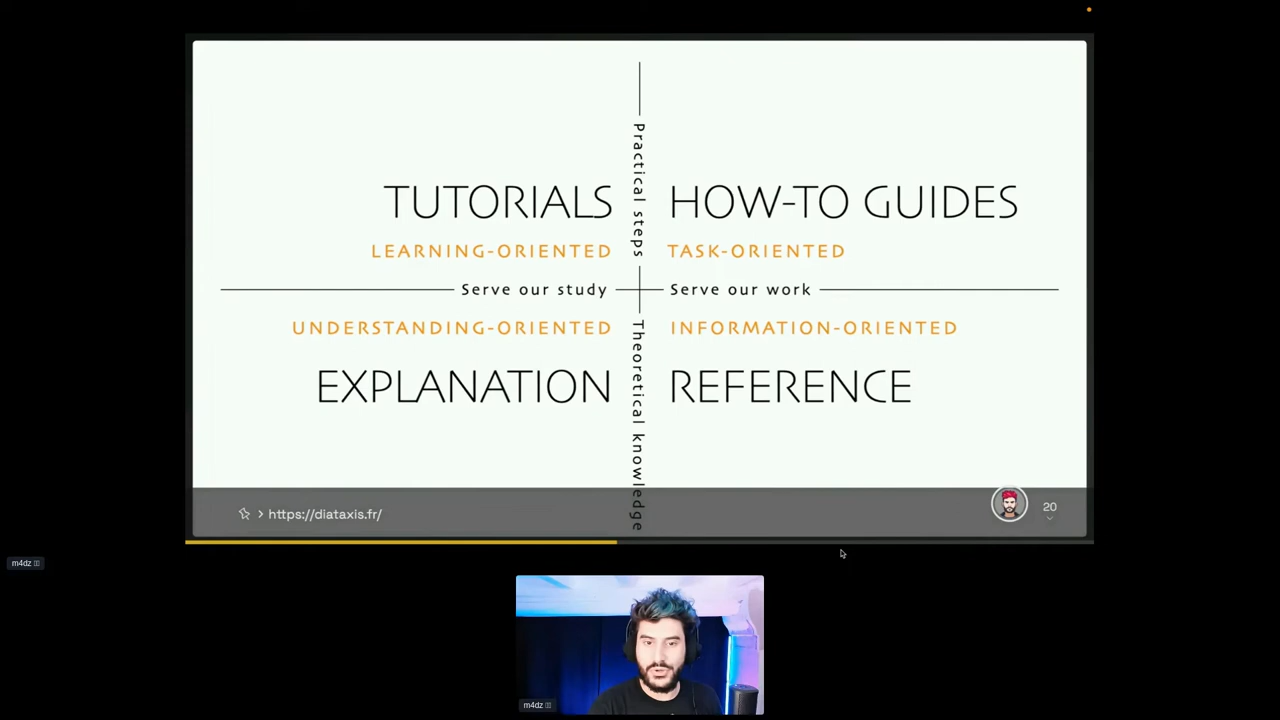 Practical steps
TUTORIALS
HOW-TO GUIDES
LEARNING-ORIENTED
TASK-ORIENTED
Serve our study
Serve our work
UNDERSTANDING-ORIENTED
INFORMATION-ORIENTED
Theoretical knowledge
EXPLANATION
REFERENCE
> https://diataxis.fr/
20
m4dz
m4dz